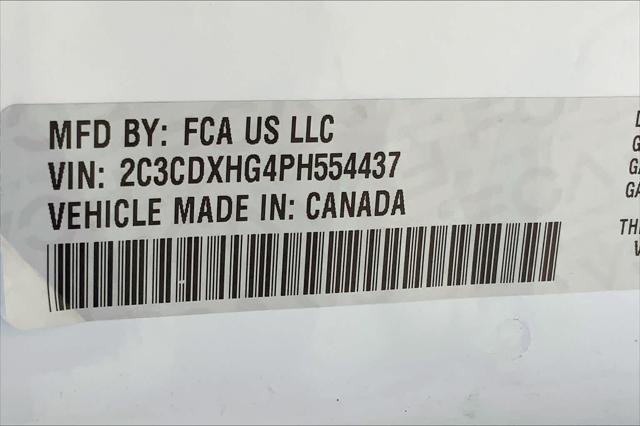 MFD BY: FCA US LLC
VIN: 2C3CDXHG4PH554437
VEHICLE MADE IN: CANADA